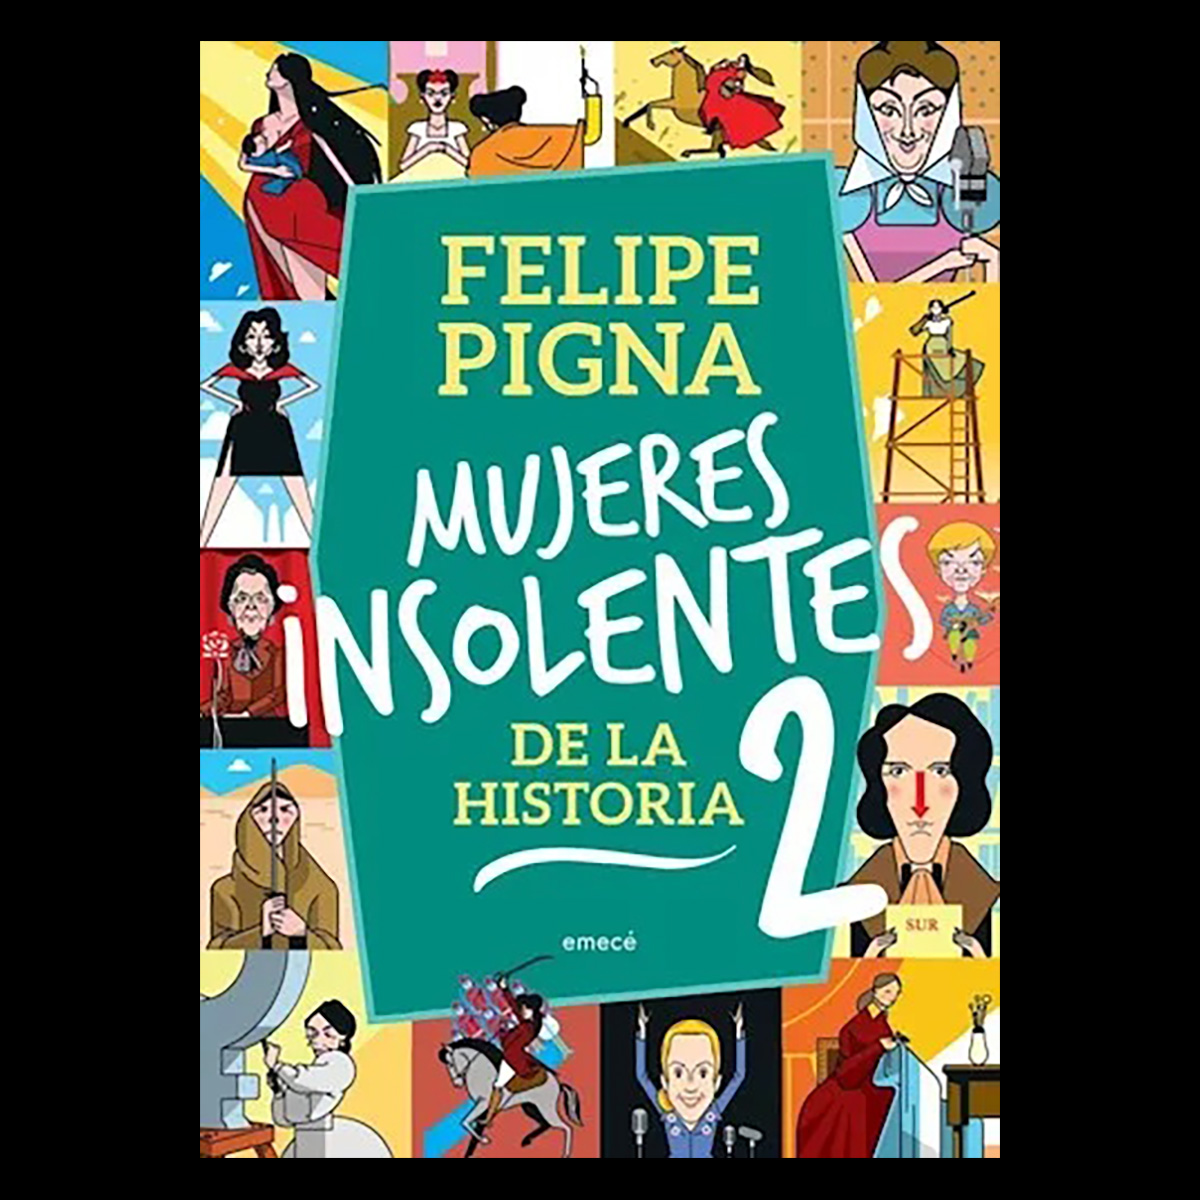 FELIPE
PIGNA
MUJERES
iNSOLENTES
DE LA
HISTORIA
2
emecé
SUR